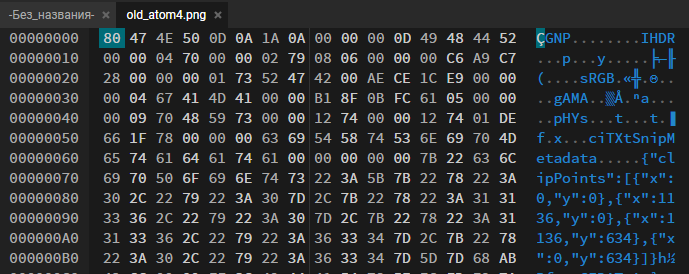 -Без_названия- × old_atom4.png ×
00000000 80 47 4E 50 0D 0A 1A 0A 00 00 00 0D 49 48 44 52 ÇGNP........IHDR
00000010 00 00 04 70 00 00 02 79 08 06 00 00 00 C6 A9 C7 ...p...y.....╞⌐╟
00000020 28 00 00 00 01 73 52 47 42 00 AE CE 1C E9 00 00 (....sRGB.«╬.Θ..
00000030 00 04 67 41 4D 41 00 00 B1 8F 0B FC 61 05 00 00 ..gAMA..▒Å.ⁿa...
00000040 00 09 70 48 59 73 00 00 12 74 00 00 12 74 01 DE ..pHYs...t...t.▐
00000050 66 1F 78 00 00 00 63 69 54 58 74 53 6E 69 70 4D f.x...ciTXtSnipM
00000060 65 74 61 64 61 74 61 00 00 00 00 00 7B 22 63 6C etadata.....{"cl
00000070 69 70 50 6F 69 6E 74 73 22 3A 5B 7B 22 78 22 3A ipPoints":[{"x":
00000080 30 2C 22 79 22 3A 30 7D 2C 7B 22 78 22 3A 31 31 0,"y":0},{"x":11
00000090 33 36 2C 22 79 22 3A 30 7D 2C 7B 22 78 22 3A 31 36,"y":0},{"x":1
000000A0 31 33 36 2C 22 79 22 3A 36 33 34 7D 2C 7B 22 78 136,"y":634},{"x
000000B0 22 3A 30 2C 22 79 22 3A 36 33 34 7D 5D 7D 68 AB ":0,"y":634}]}h½